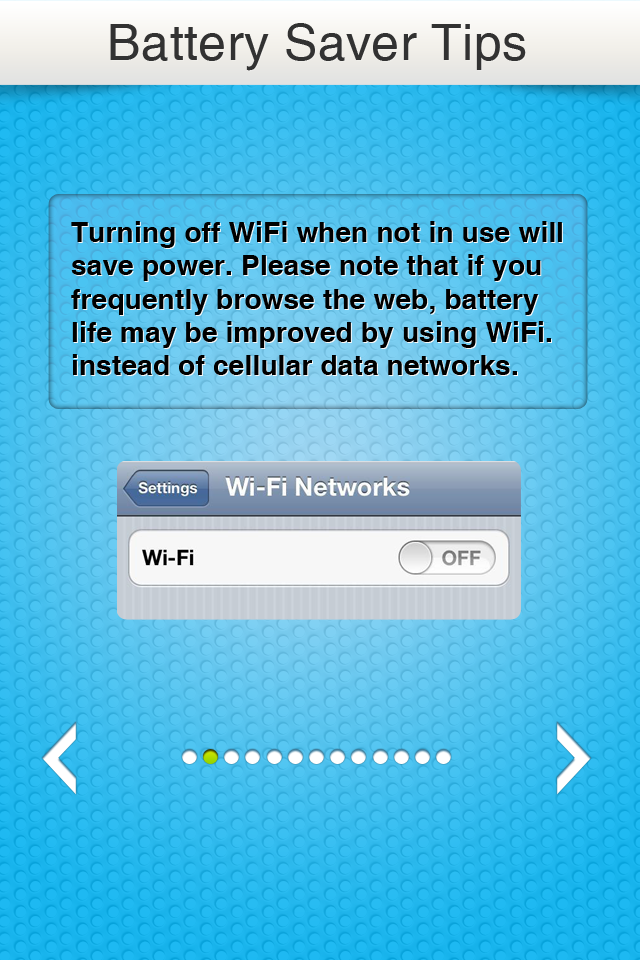 Battery Saver Tips
Turning off WiFi when not in use will
save power. Please note that if you
frequently browse the web, battery
life may be improved by using WiFi.
instead of cellular data networks.
Settings
Wi-Fi Networks
Wi-Fi
OFF